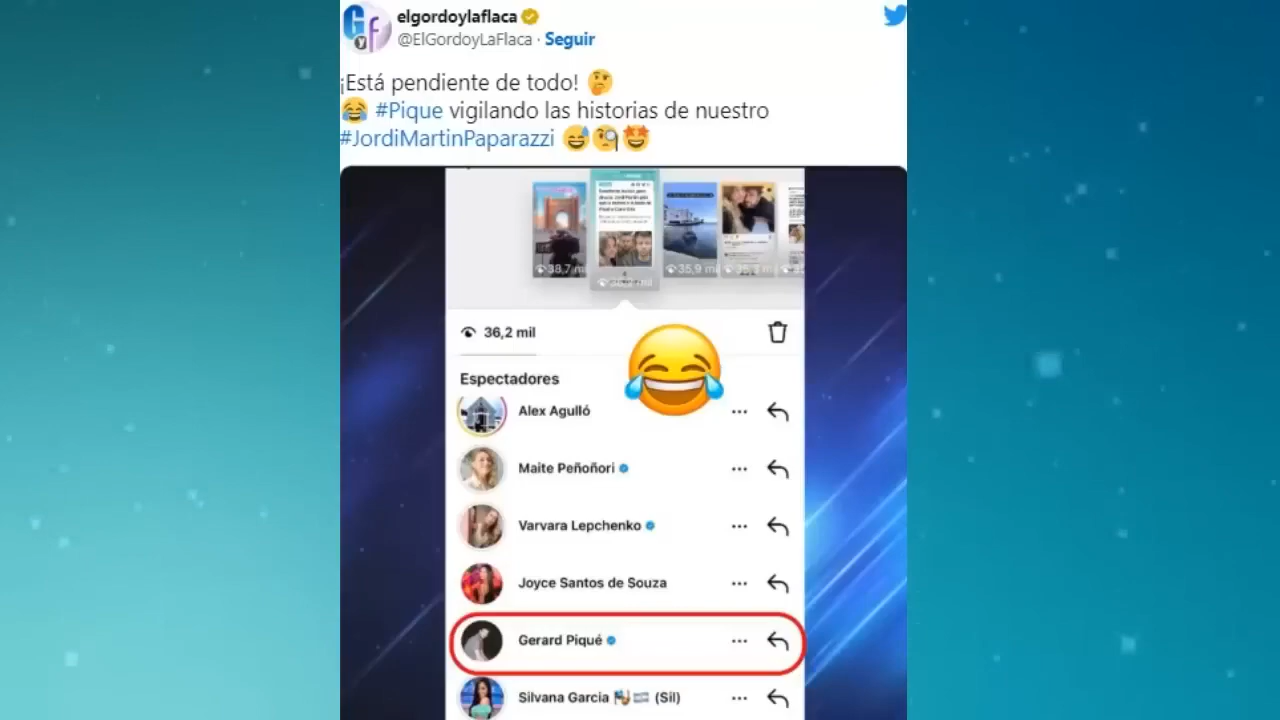 elgordoylaflaca
@ElGordoyLaFlaca · Seguir
¡Está pendiente de todo! 🤔
😂 #Pique vigilando las historias de nuestro
#JordiMartinPaparazzi 😅🧐🤩
38,7 mil
35,9 mil
36,2 mil
Espectadores
Alex Agulló
Maite Peñoñori
Varvara Lepchenko
Joyce Santos de Souza
Gerard Piqué
Silvana Garcia (Sil)